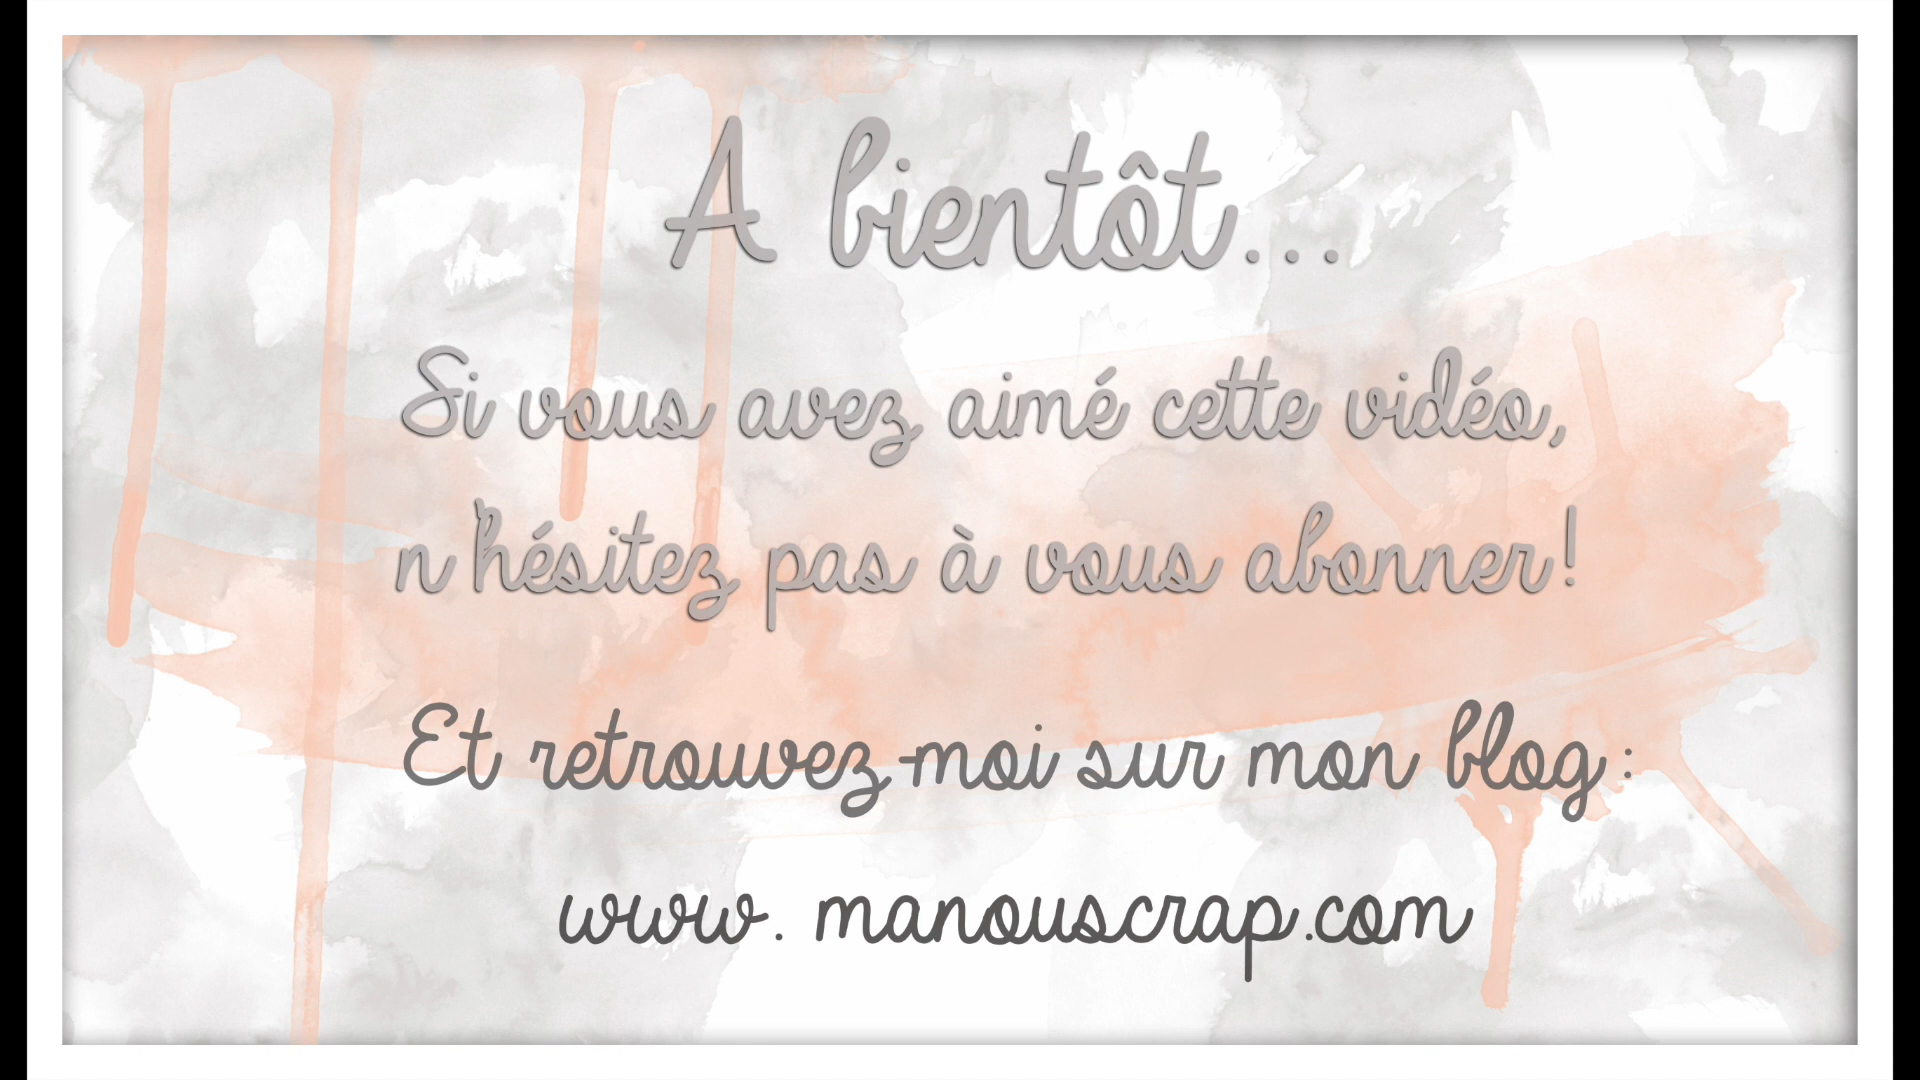 A bientôt...
Si vous avez aimé cette vidéo,
n'hésitez pas à vous abonner!
Et retrouvez-moi sur mon blog:
www. manouscrap.com